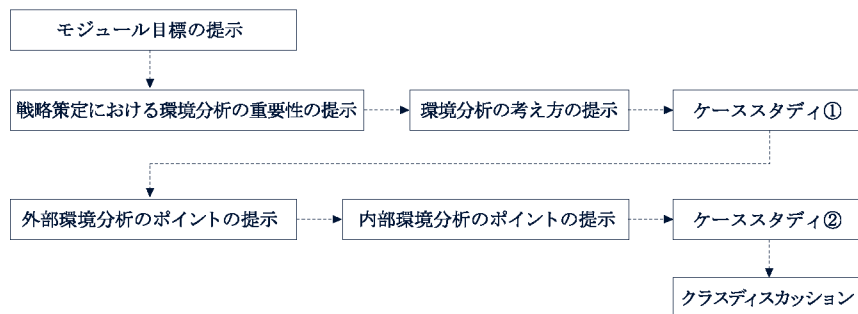 モジュール目標の提示
戦略策定における環境分析の重要性の提示
環境分析の考え方の提示
ケーススタディ①
外部環境分析のポイントの提示
内部環境分析のポイントの提示
ケーススタディ②
クラスディスカッション